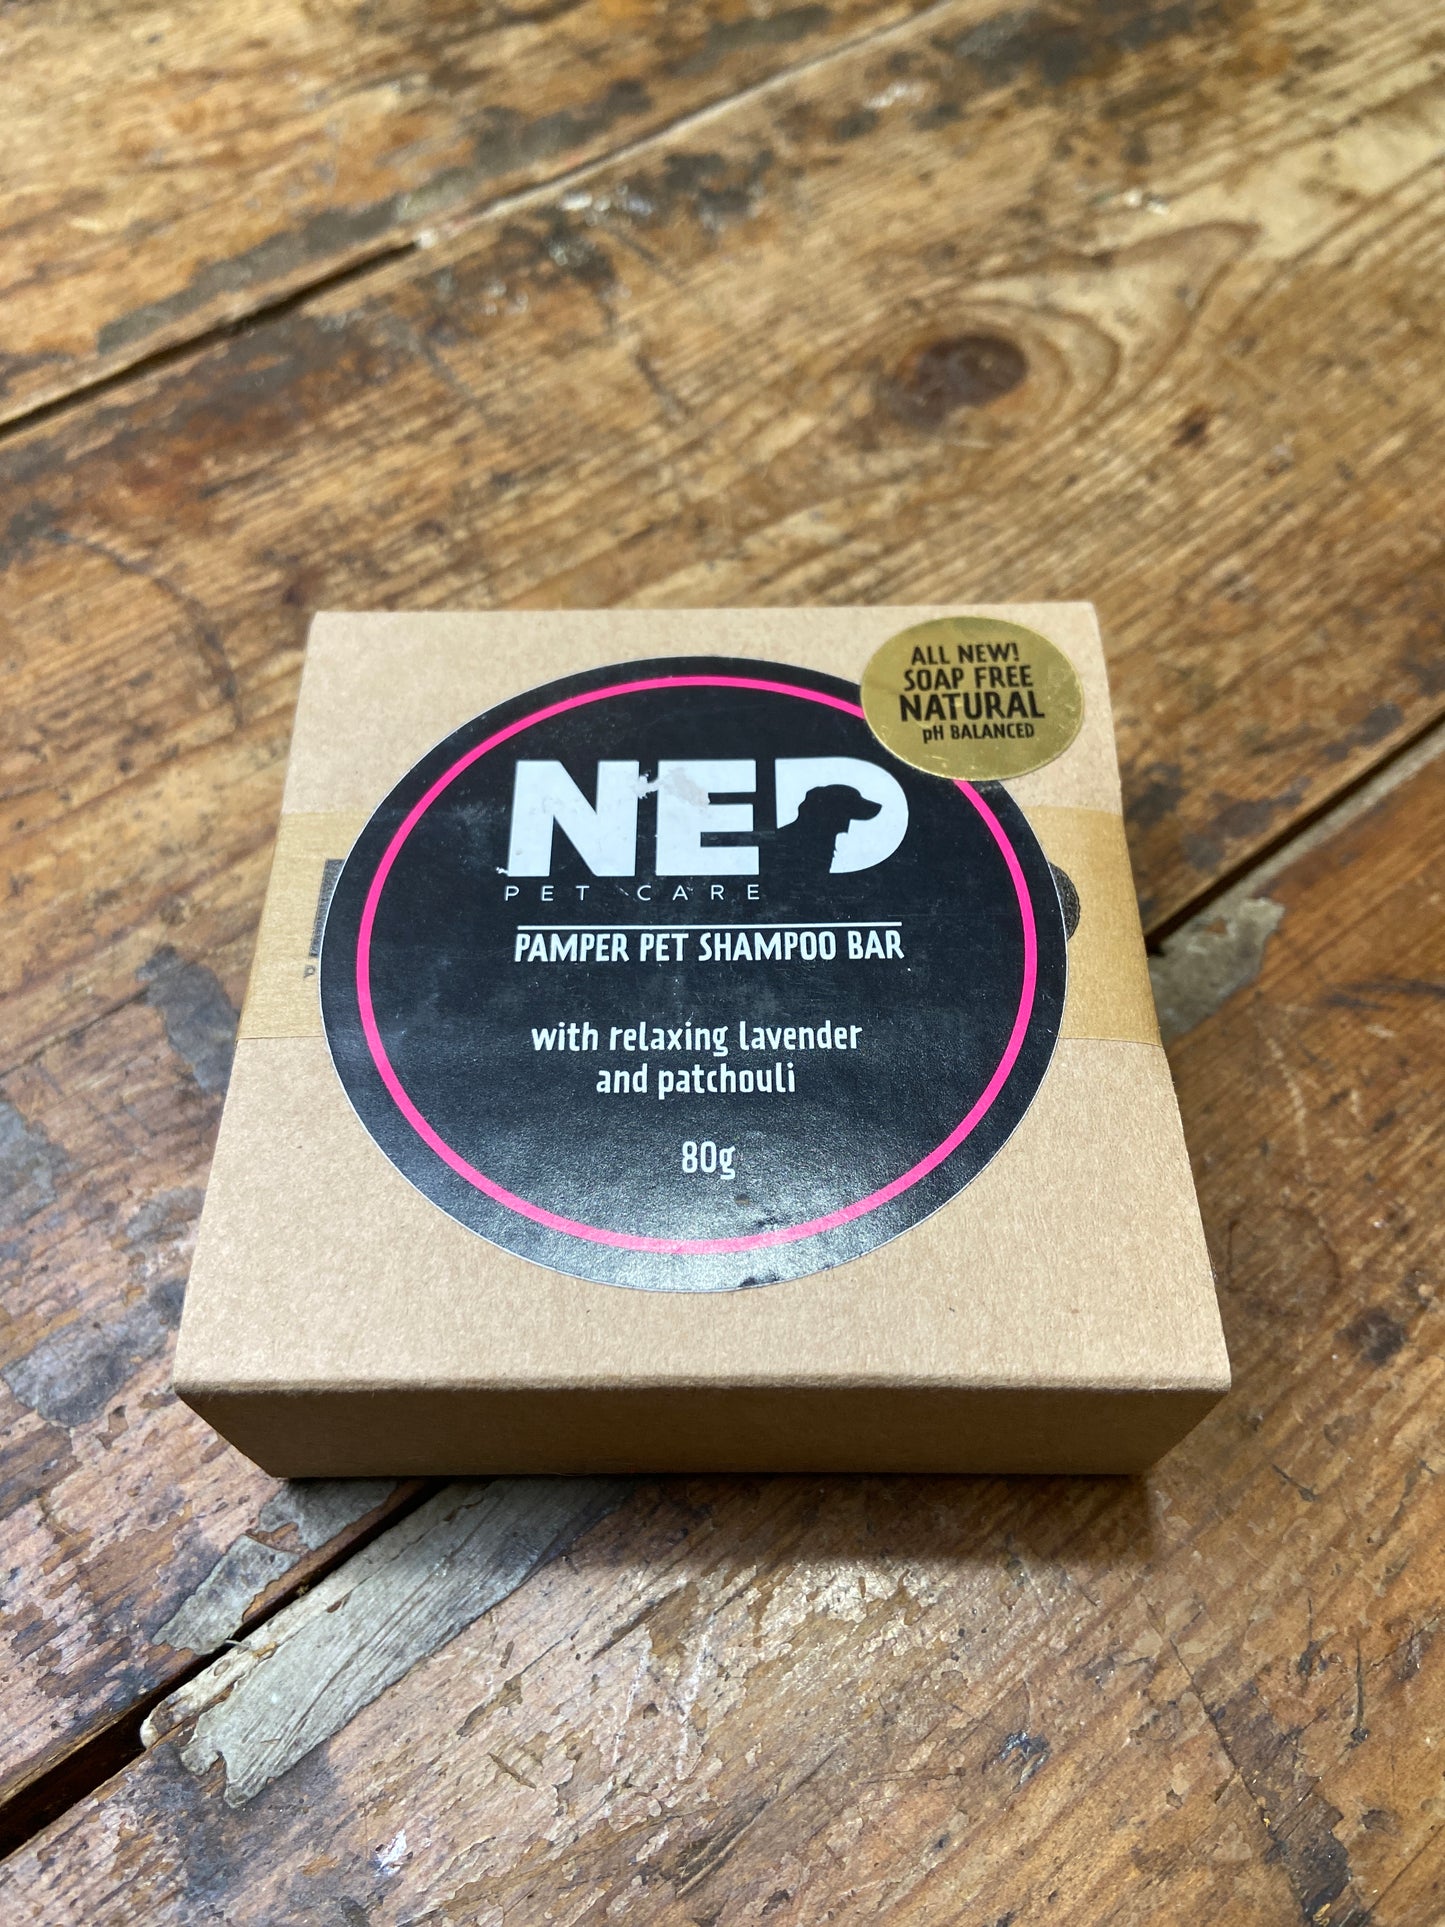 ALL NEW!
SOAP FREE
NATURAL
pH BALANCED
NED
PET CARE
PAMPER PET SHAMPOO BAR
with relaxing lavender
and patchouli
80g